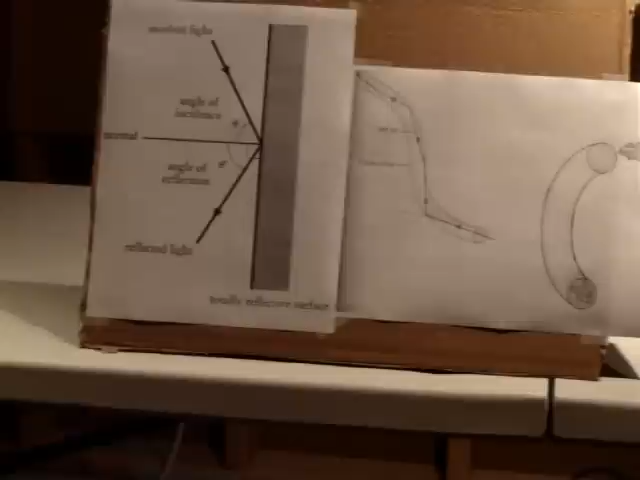 incident light
angle of
incidence
normal
angle of
reflection
reflected light
totally reflective surface